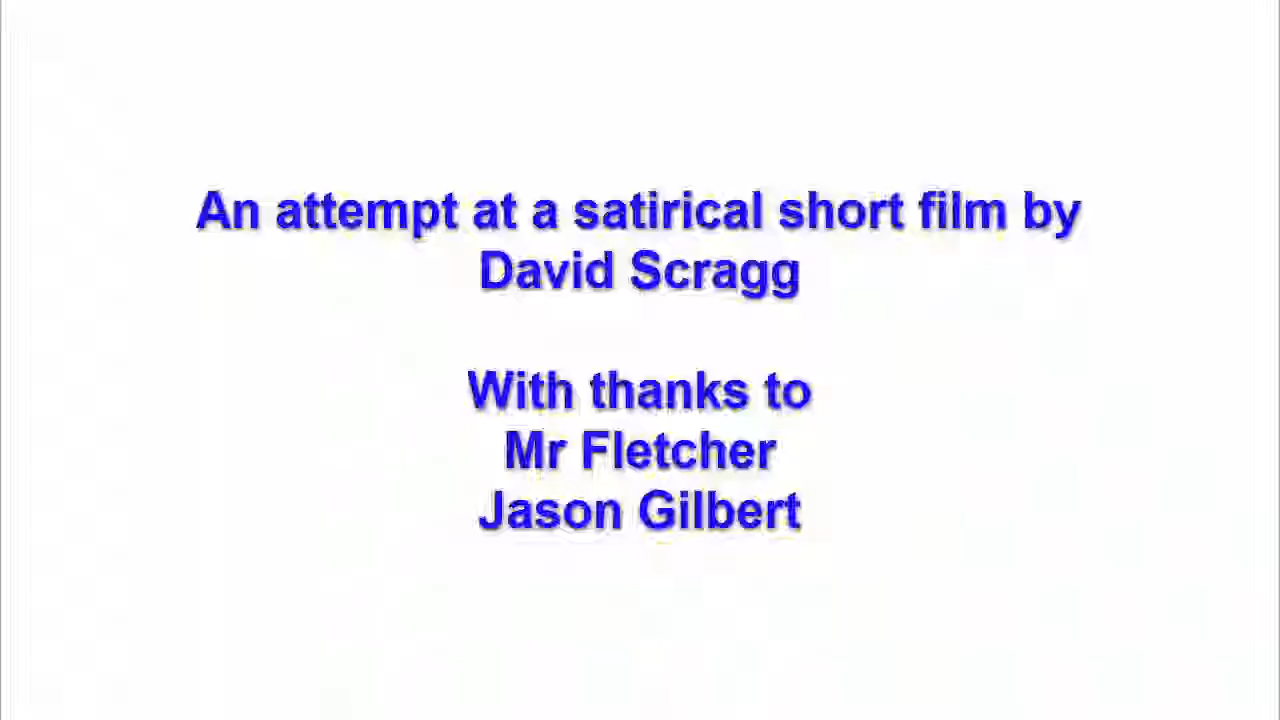 An attempt at a satirical short film by
David Scragg
With thanks to
Mr Fletcher
Jason Gilbert